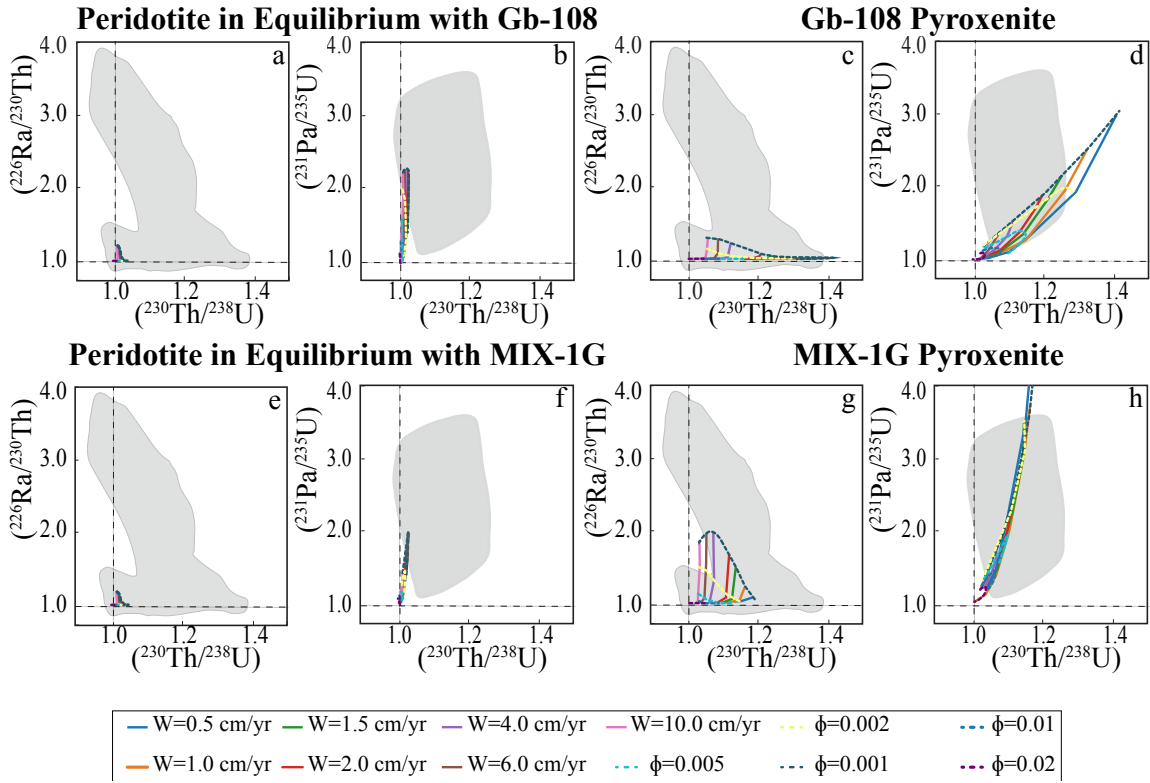 Peridotite in Equilibrium with Gb-108
Gb-108 Pyroxenite
4.0
3.0
2.0
1.0
(²²⁶Ra/²³⁰Th)
a
1.0
1.2
1.4
(²³⁰Th/²³⁸U)
4.0
3.0
2.0
1.0
(²³¹Pa/²³⁵U)
b
1.0
1.2
1.4
(²³⁰Th/²³⁸U)
4.0
3.0
2.0
1.0
(²²⁶Ra/²³⁰Th)
c
1.0
1.2
1.4
(²³⁰Th/²³⁸U)
4.0
3.0
2.0
1.0
(²³¹Pa/²³⁵U)
d
1.0
1.2
1.4
(²³⁰Th/²³⁸U)
Peridotite in Equilibrium with MIX-1G
MIX-1G Pyroxenite
4.0
3.0
2.0
1.0
(²²⁶Ra/²³⁰Th)
e
1.0
1.2
1.4
(²³⁰Th/²³⁸U)
4.0
3.0
2.0
1.0
(²³¹Pa/²³⁵U)
f
1.0
1.2
1.4
(²³⁰Th/²³⁸U)
4.0
3.0
2.0
1.0
(²²⁶Ra/²³⁰Th)
g
1.0
1.2
1.4
(²³⁰Th/²³⁸U)
4.0
3.0
2.0
1.0
(²³¹Pa/²³⁵U)
h
1.0
1.2
1.4
(²³⁰Th/²³⁸U)
W=0.5 cm/yr W=1.5 cm/yr W=4.0 cm/yr W=10.0 cm/yr ϕ=0.002 ϕ=0.01
W=1.0 cm/yr W=2.0 cm/yr W=6.0 cm/yr ϕ=0.005 ϕ=0.001 ϕ=0.02